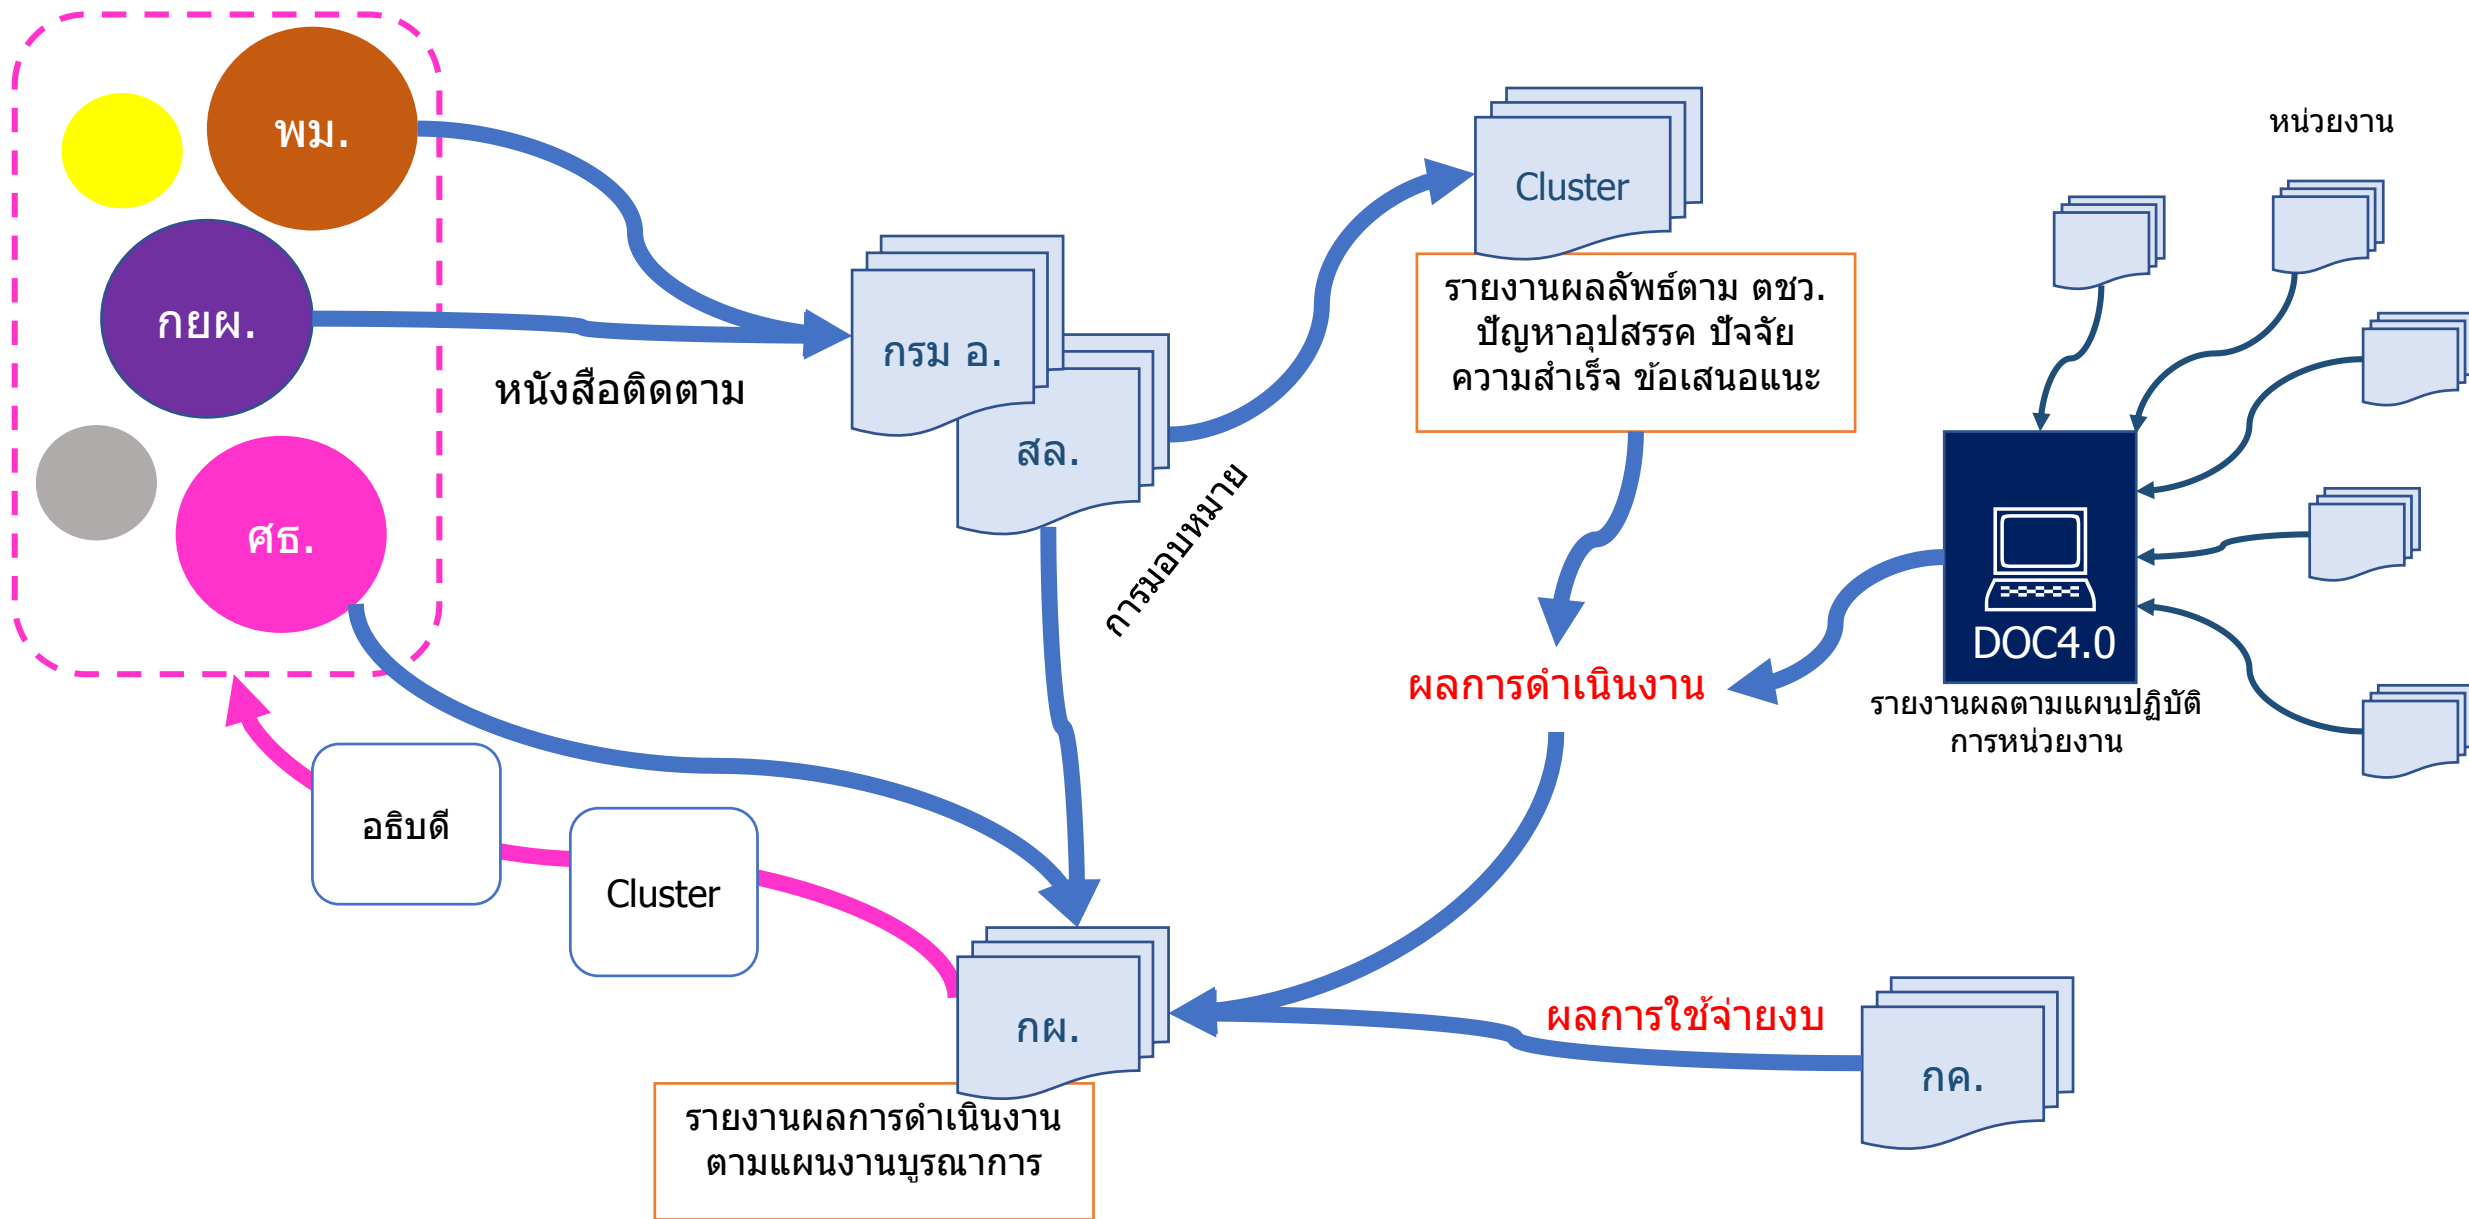 พม.
กยผ.
ศธ.
หนังสือติดตาม
กรม อ.
สล.
การมอบหมาย
Cluster
รายงานผลลัพธ์ตาม ตชว.
ปัญหาอุปสรรค ปัจจัย
ความสำเร็จ ข้อเสนอแนะ
หน่วยงาน
DOC4.0
รายงานผลตามแผนปฏิบัติ
การหน่วยงาน
ผลการดำเนินงาน
อธิบดี
Cluster
กผ.
รายงานผลการดำเนินงาน
ตามแผนงานบูรณาการ
ผลการใช้จ่ายงบ
กค.